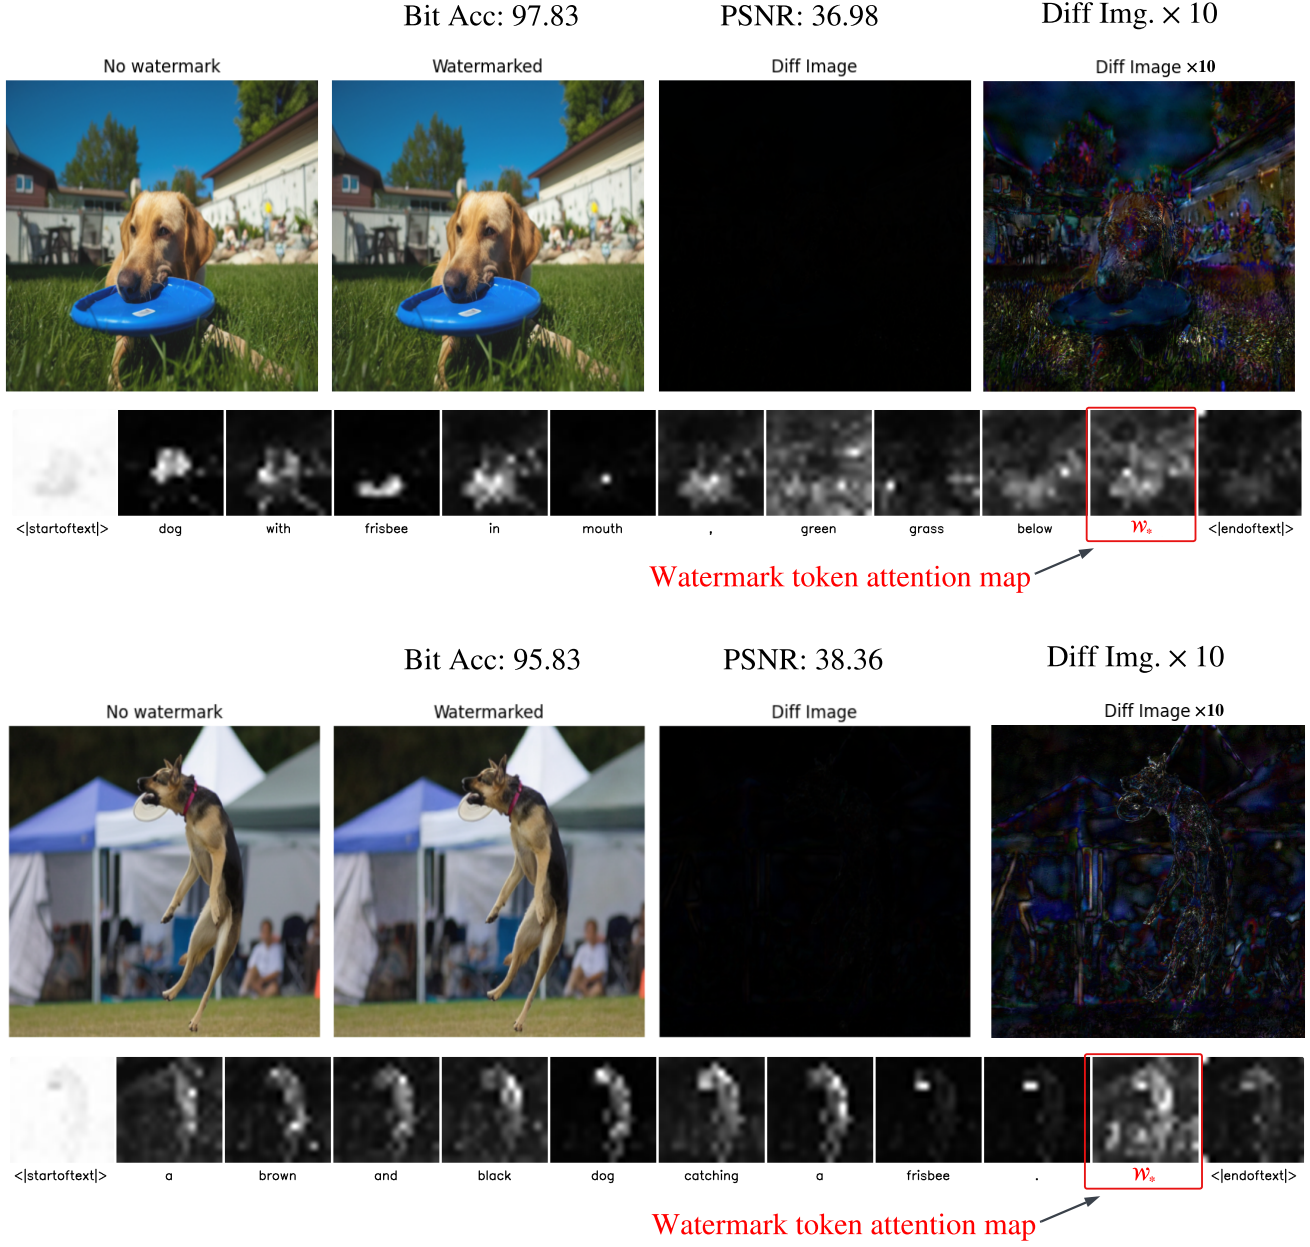 Bit Acc: 97.83 PSNR: 36.98 Diff Img. × 10
No watermark Watermarked Diff Image Diff Image ×10
<|startoftext|> dog with frisbee in mouth , green grass below 𝒲* <|endoftext|>
Watermark token attention map
Bit Acc: 95.83 PSNR: 38.36 Diff Img. × 10
No watermark Watermarked Diff Image Diff Image ×10
<|startoftext|> a brown and black dog catching a frisbee . 𝒲* <|endoftext|>
Watermark token attention map